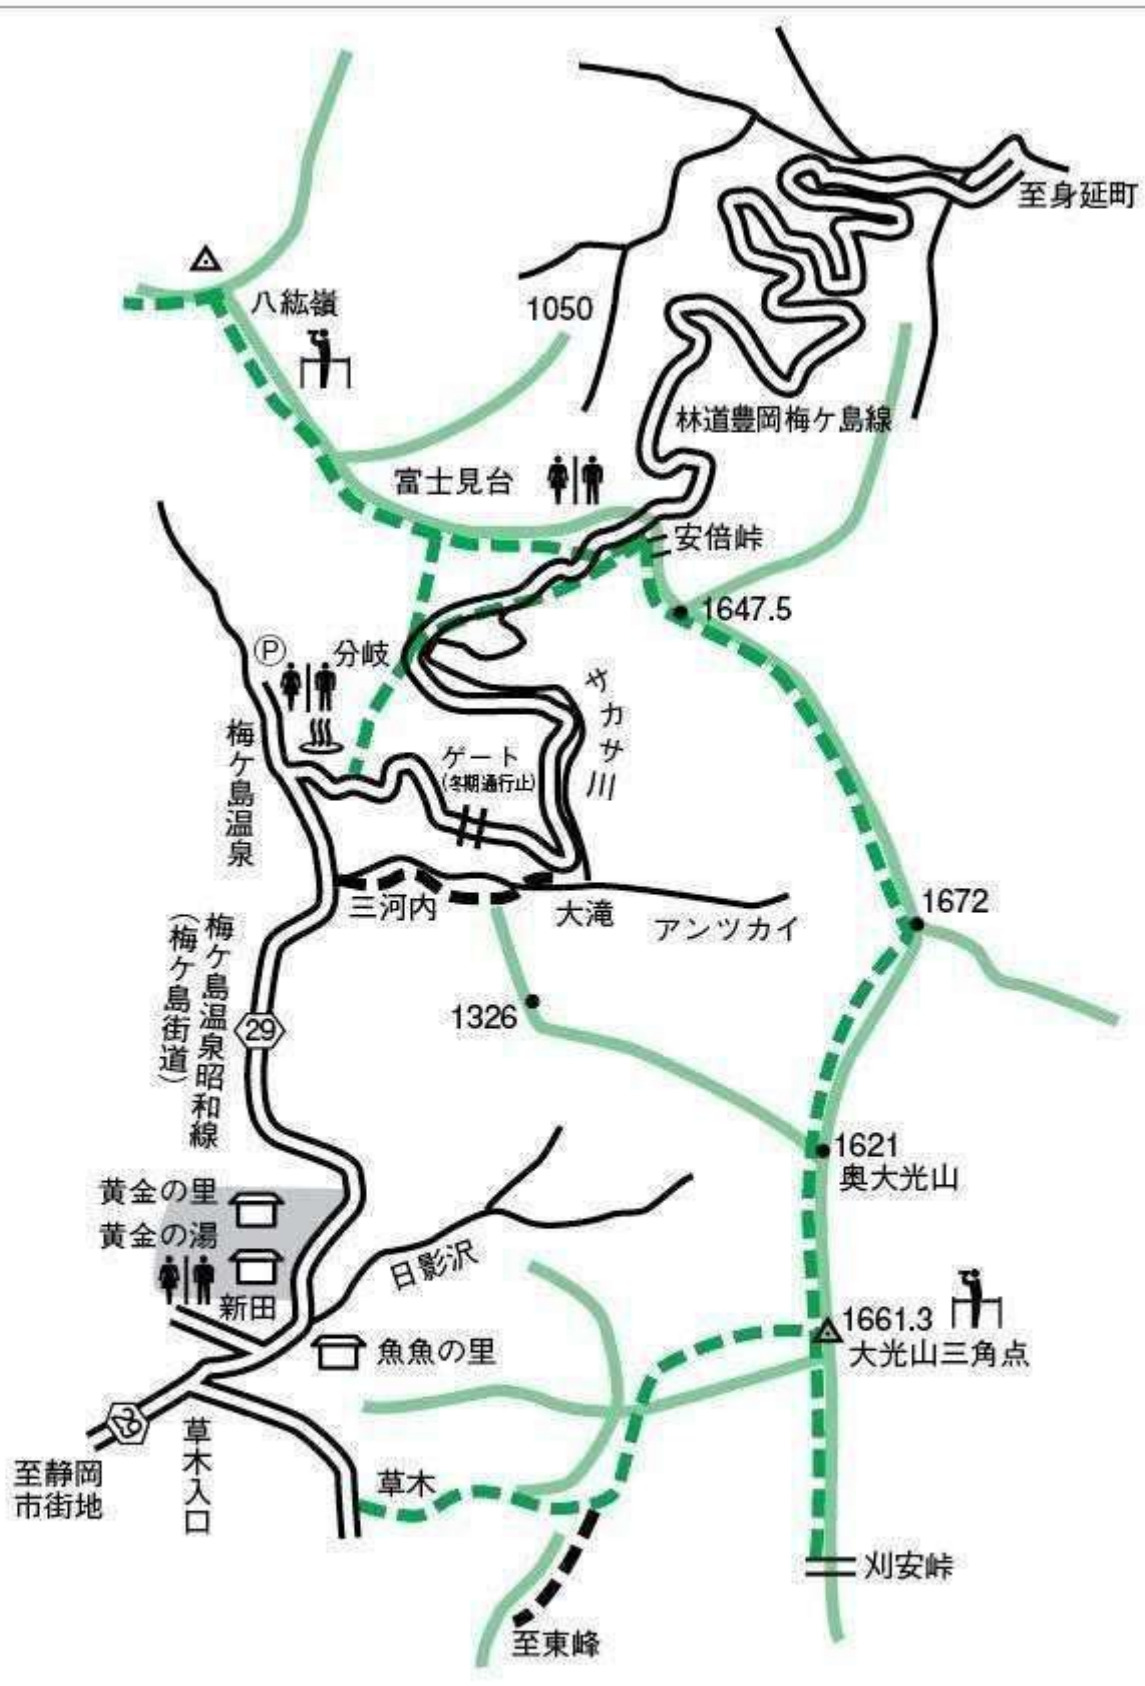 至身延町
八紘嶺
1050
林道豊岡梅ケ島線
富士見台
安倍峠
1647.5
P
分岐
サカサ川
梅ケ島温泉
ゲート
(冬期通行止)
三河内
大滝
アンツカイ
1672
梅ケ島温泉昭和線
(梅ケ島街道)
29
1326
1621
奥大光山
黄金の里
黄金の湯
新田
日影沢
1661.3
大光山三角点
魚魚の里
29
草木入口
至静岡
市街地
草木
刈安峠
至東峰